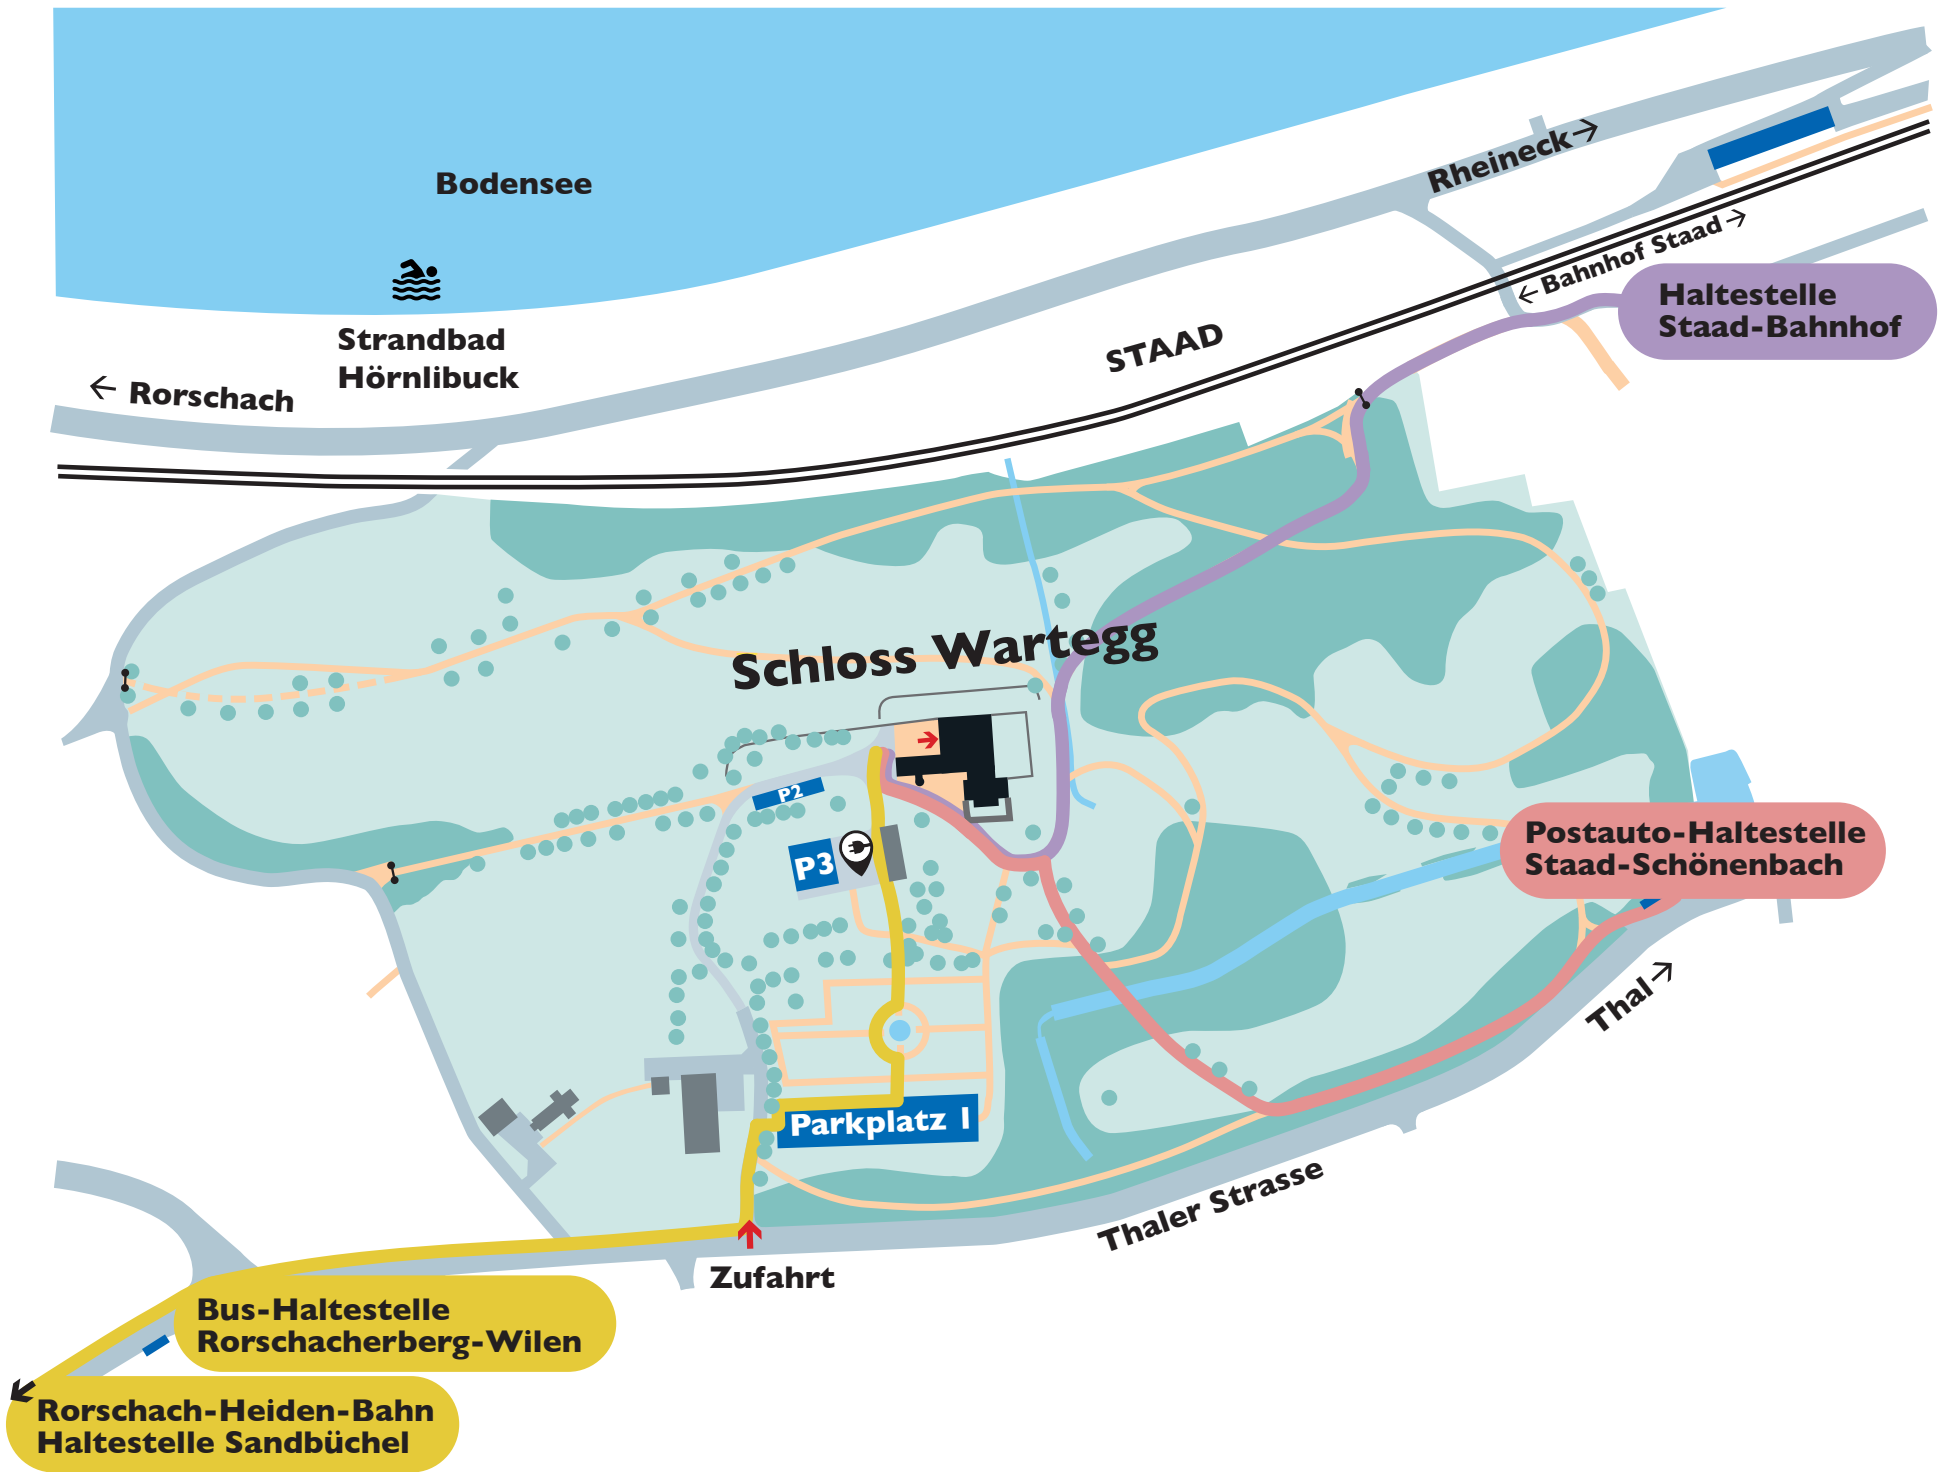 Bodensee
Rheineck
Bahnhof Staad
Haltestelle
Staad-Bahnhof
Strandbad
Hörnlibuck
STAAD
Rorschach
Schloss Wartegg
P2
P3
Postauto-Haltestelle
Staad-Schönenbach
Thal
Parkplatz 1
Thaler Strasse
Zufahrt
Bus-Haltestelle
Rorschacherberg-Wilen
Rorschach-Heiden-Bahn
Haltestelle Sandbüchel